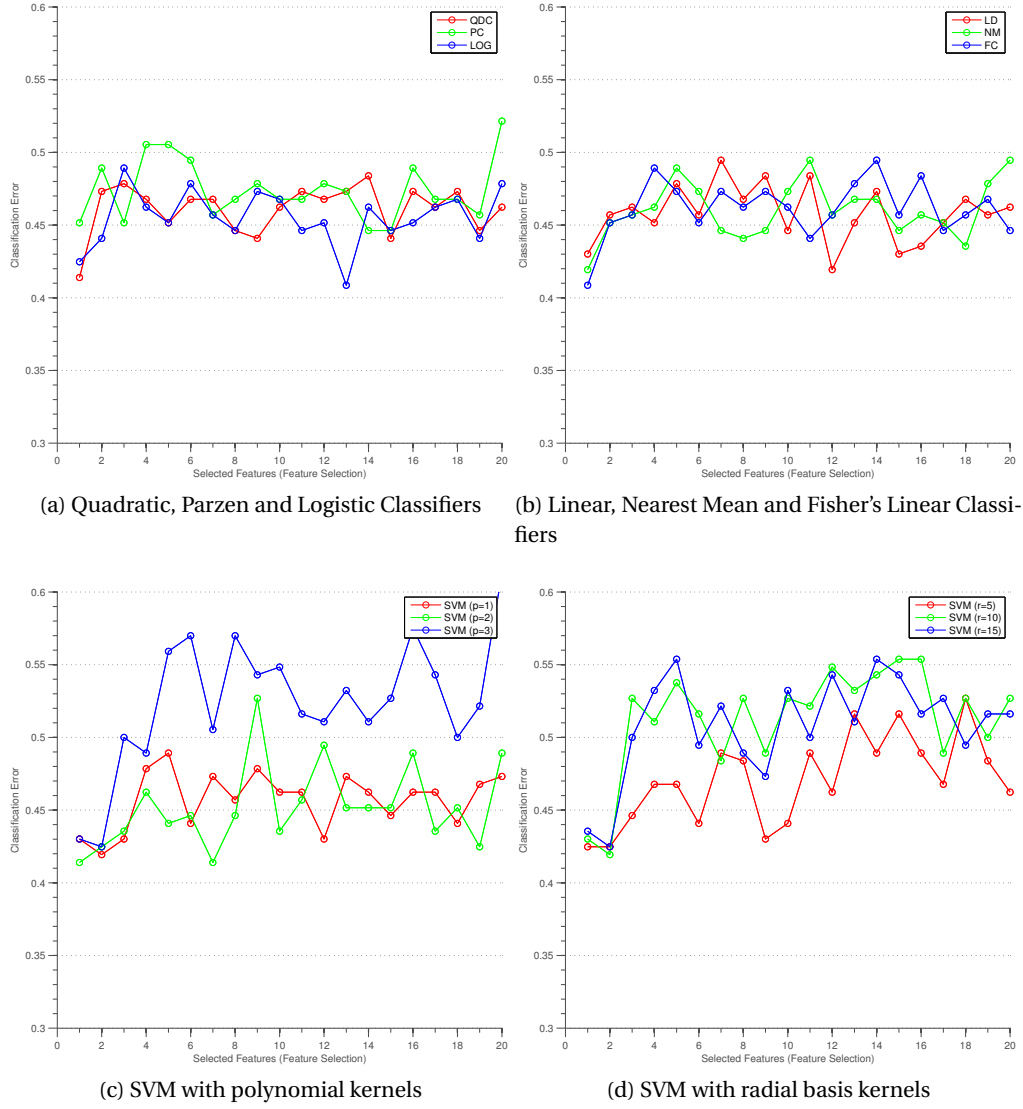 0.6
0.55
0.5
0.45
0.4
0.35
0.3
Classification Error
QDC
PC
LOG
0 2 4 6 8 10 12 14 16 18 20
Selected Features (Feature Selection)
(a) Quadratic, Parzen and Logistic Classifiers
0.6
0.55
0.5
0.45
0.4
0.35
0.3
Classification Error
LD
NM
FC
0 2 4 6 8 10 12 14 16 18 20
Selected Features (Feature Selection)
(b) Linear, Nearest Mean and Fisher's Linear Classi-
fiers
0.6
0.55
0.5
0.45
0.4
0.35
0.3
Classification Error
SVM (p=1)
SVM (p=2)
SVM (p=3)
0 2 4 6 8 10 12 14 16 18 20
Selected Features (Feature Selection)
(c) SVM with polynomial kernels
0.6
0.55
0.5
0.45
0.4
0.35
0.3
Classification Error
SVM (r=5)
SVM (r=10)
SVM (r=15)
0 2 4 6 8 10 12 14 16 18 20
Selected Features (Feature Selection)
(d) SVM with radial basis kernels